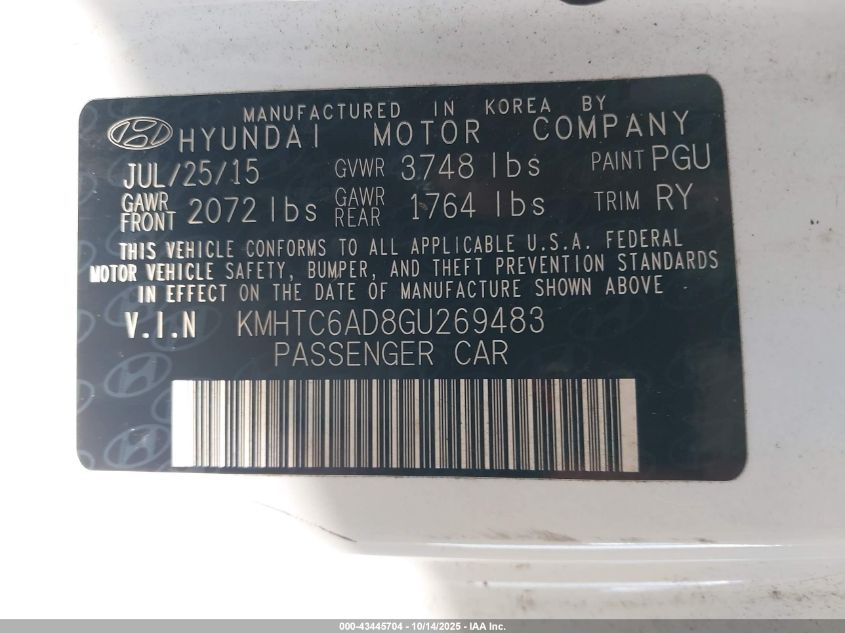 MANUFACTURED IN KOREA BY
HYUNDAI MOTOR COMPANY
JUL/25/15 GVWR 3748 lbs PAINT PGU
GAWR FRONT 2072 lbs GAWR REAR 1764 lbs TRIM RY
THIS VEHICLE CONFORMS TO ALL APPLICABLE U.S.A. FEDERAL
MOTOR VEHICLE SAFETY, BUMPER, AND THEFT PREVENTION STANDARDS
IN EFFECT ON THE DATE OF MANUFACTURE SHOWN ABOVE
V.I.N KMHTC6AD8GU269483
PASSENGER CAR
000-43445704 - 10/14/2025 - IAA Inc.